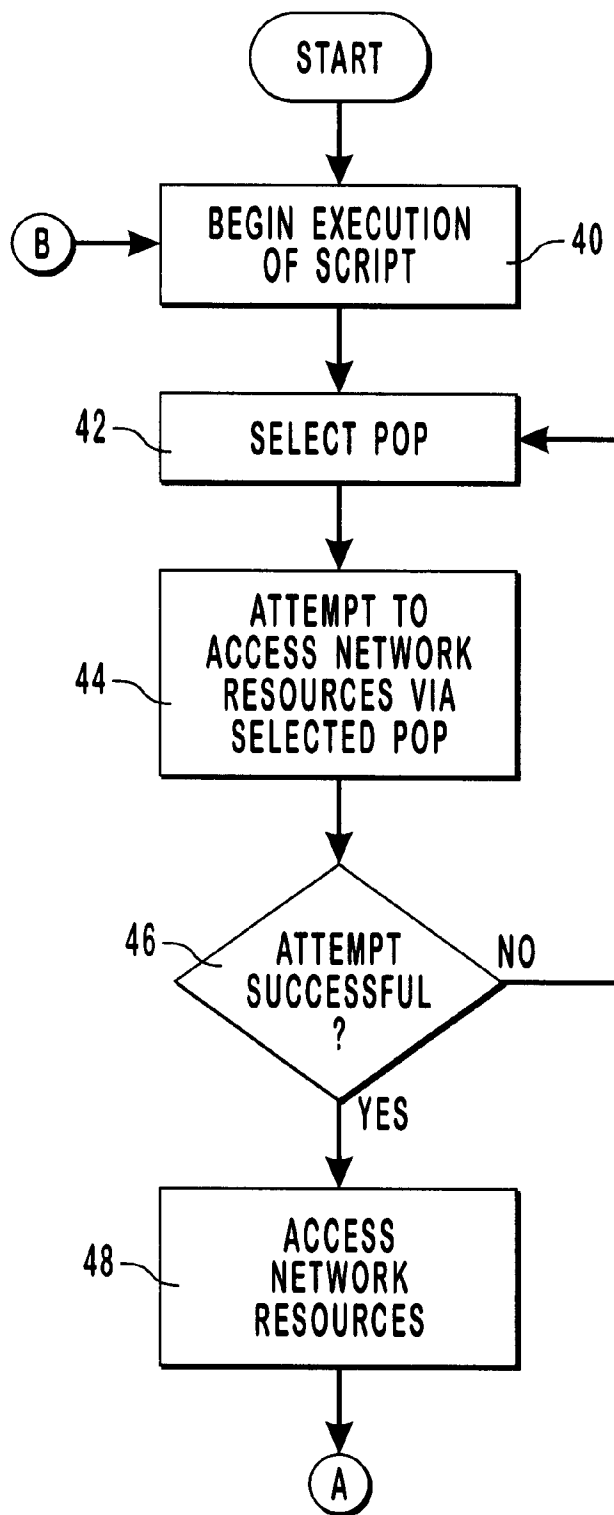 START
B
BEGIN EXECUTION
OF SCRIPT
40
42
SELECT POP
44
ATTEMPT TO
ACCESS NETWORK
RESOURCES VIA
SELECTED POP
46
ATTEMPT
SUCCESSFUL
?
NO
YES
48
ACCESS
NETWORK
RESOURCES
A